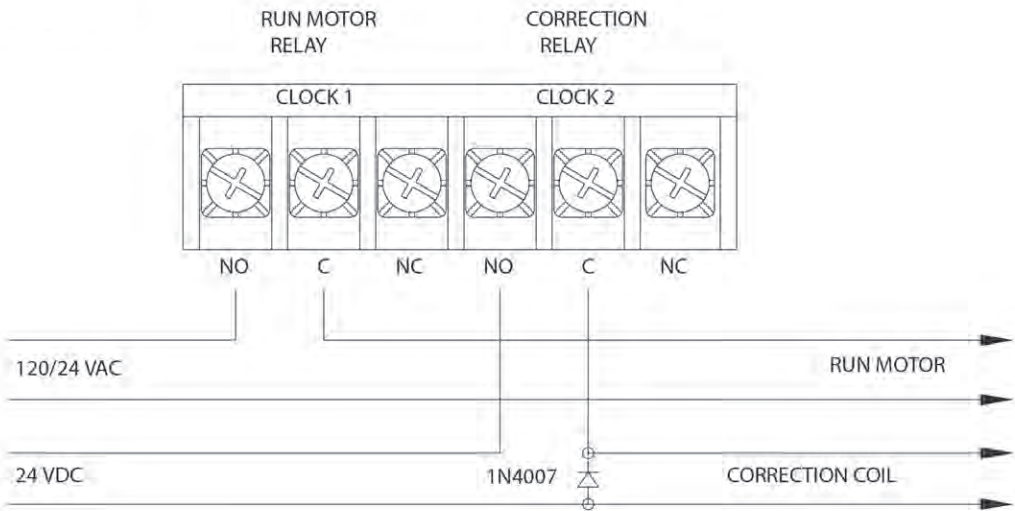 RUN MOTOR
RELAY
CORRECTION
RELAY
CLOCK 1
CLOCK 2
NO
C
NC
NO
C
NC
120/24 VAC
RUN MOTOR
24 VDC
1N4007
CORRECTION COIL